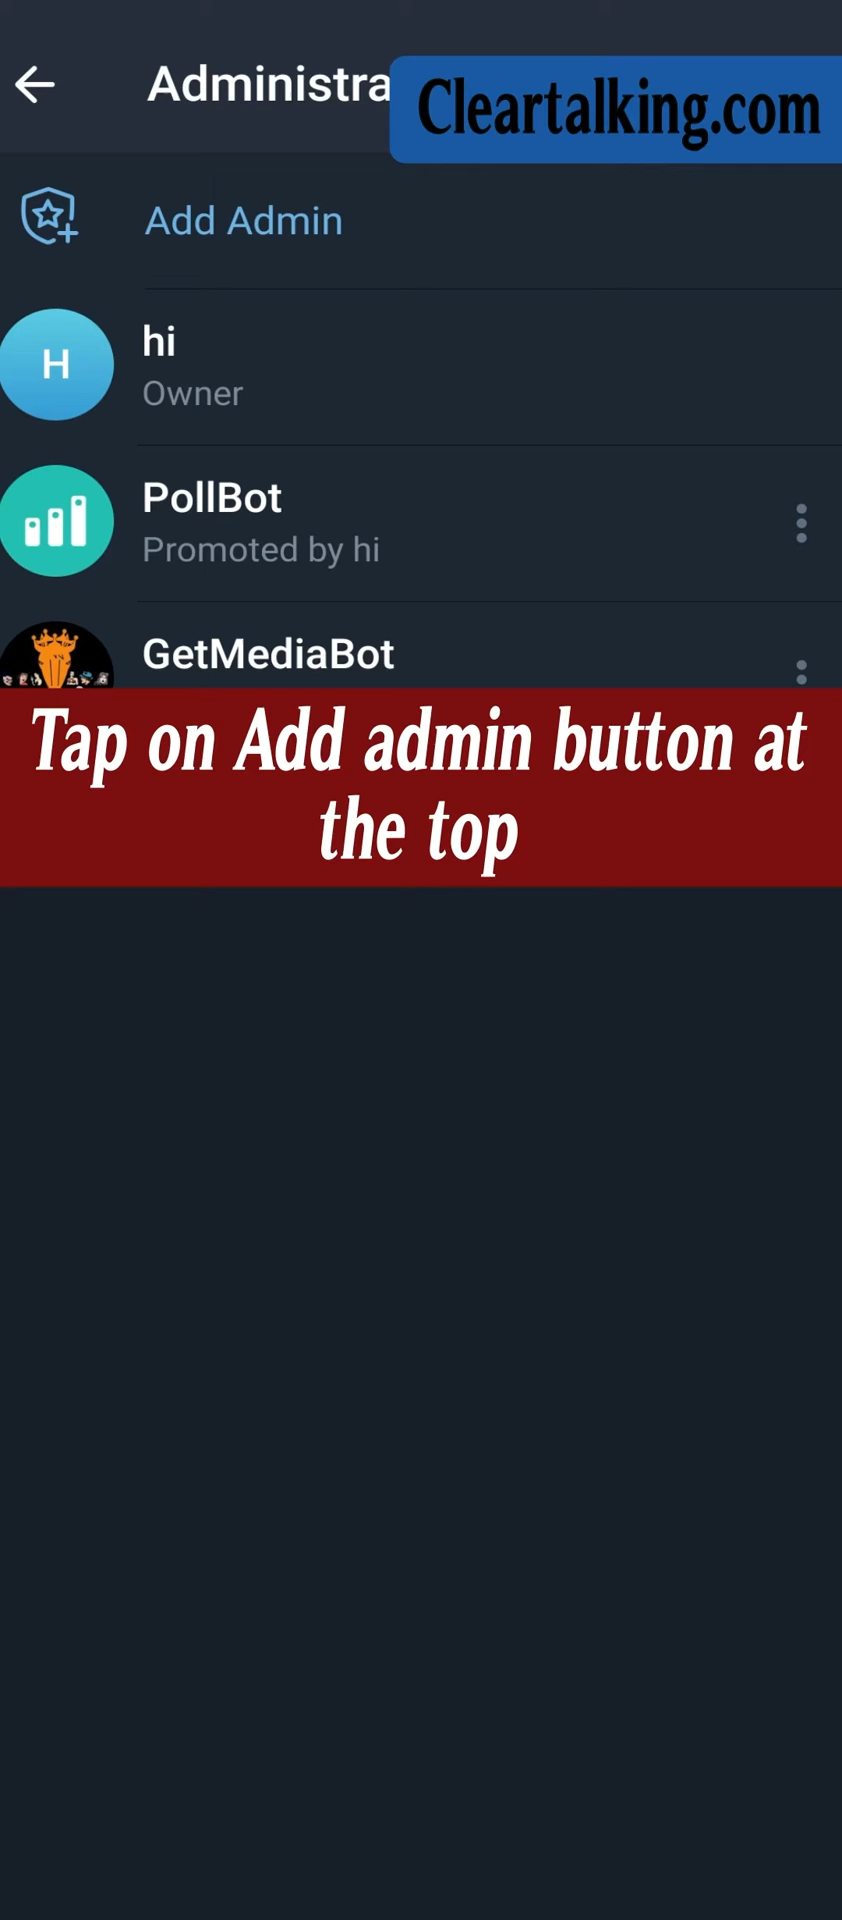 Administra
Cleartalking.com
Add Admin
hi
H
Owner
PollBot
Promoted by hi
GetMediaBot
Tap on Add admin button at
the top